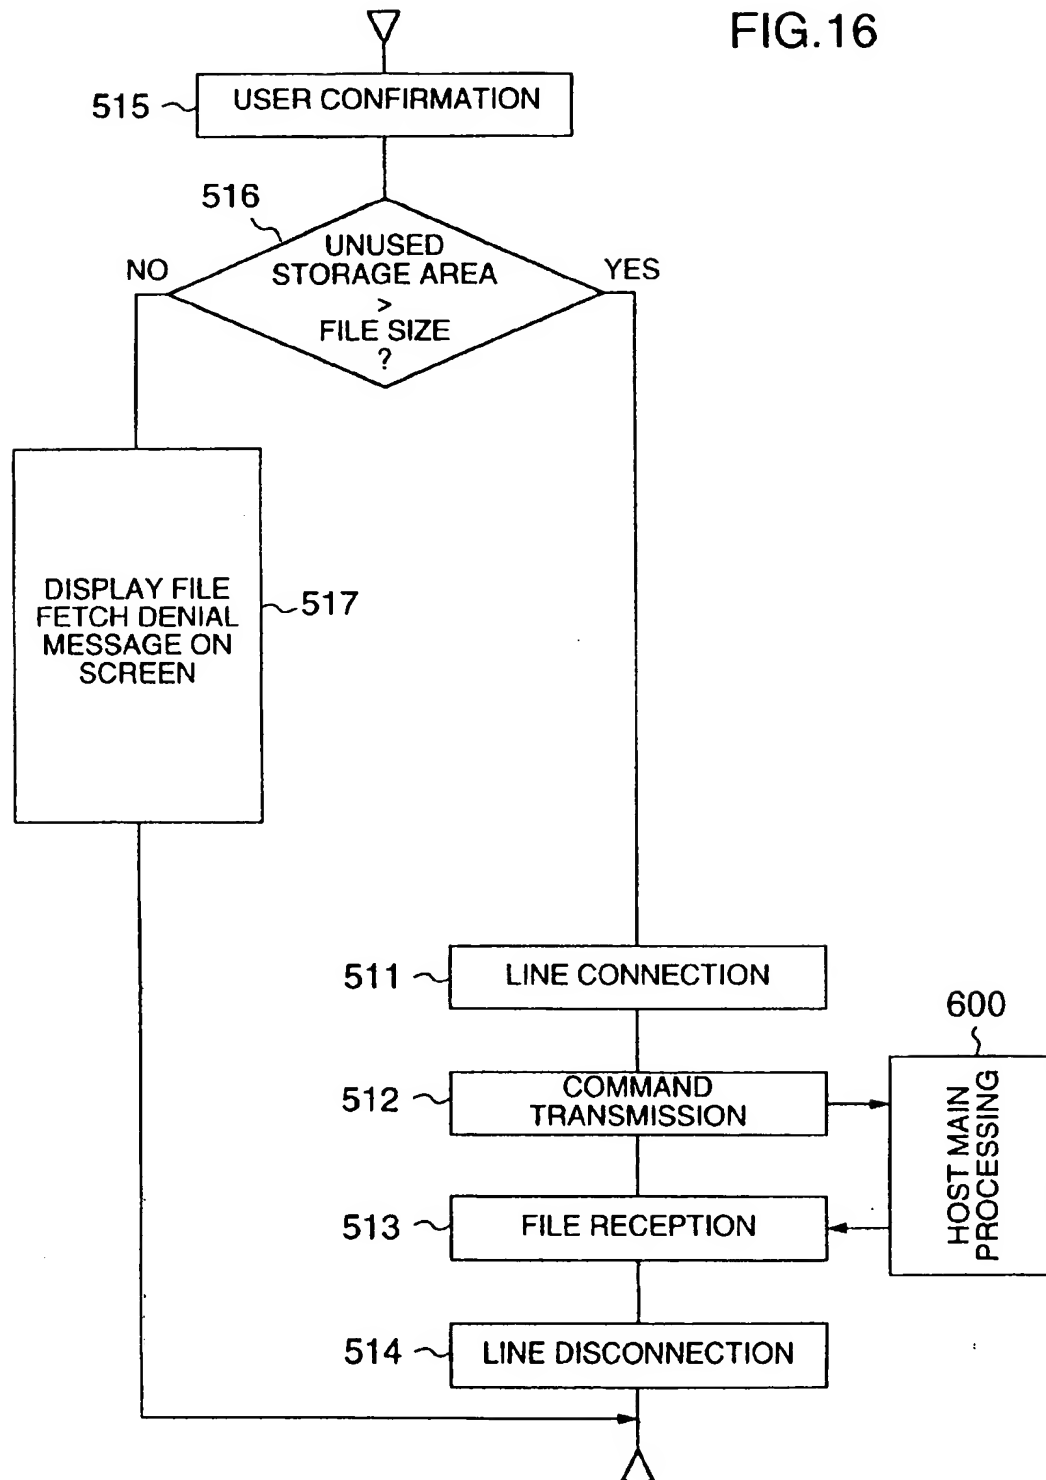 FIG.16
515
USER CONFIRMATION
516
UNUSED
STORAGE AREA
>
FILE SIZE
?
NO
YES
DISPLAY FILE
FETCH DENIAL
MESSAGE ON
SCREEN
517
511
LINE CONNECTION
600
512
COMMAND
TRANSMISSION
HOST MAIN
PROCESSING
513
FILE RECEPTION
514
LINE DISCONNECTION